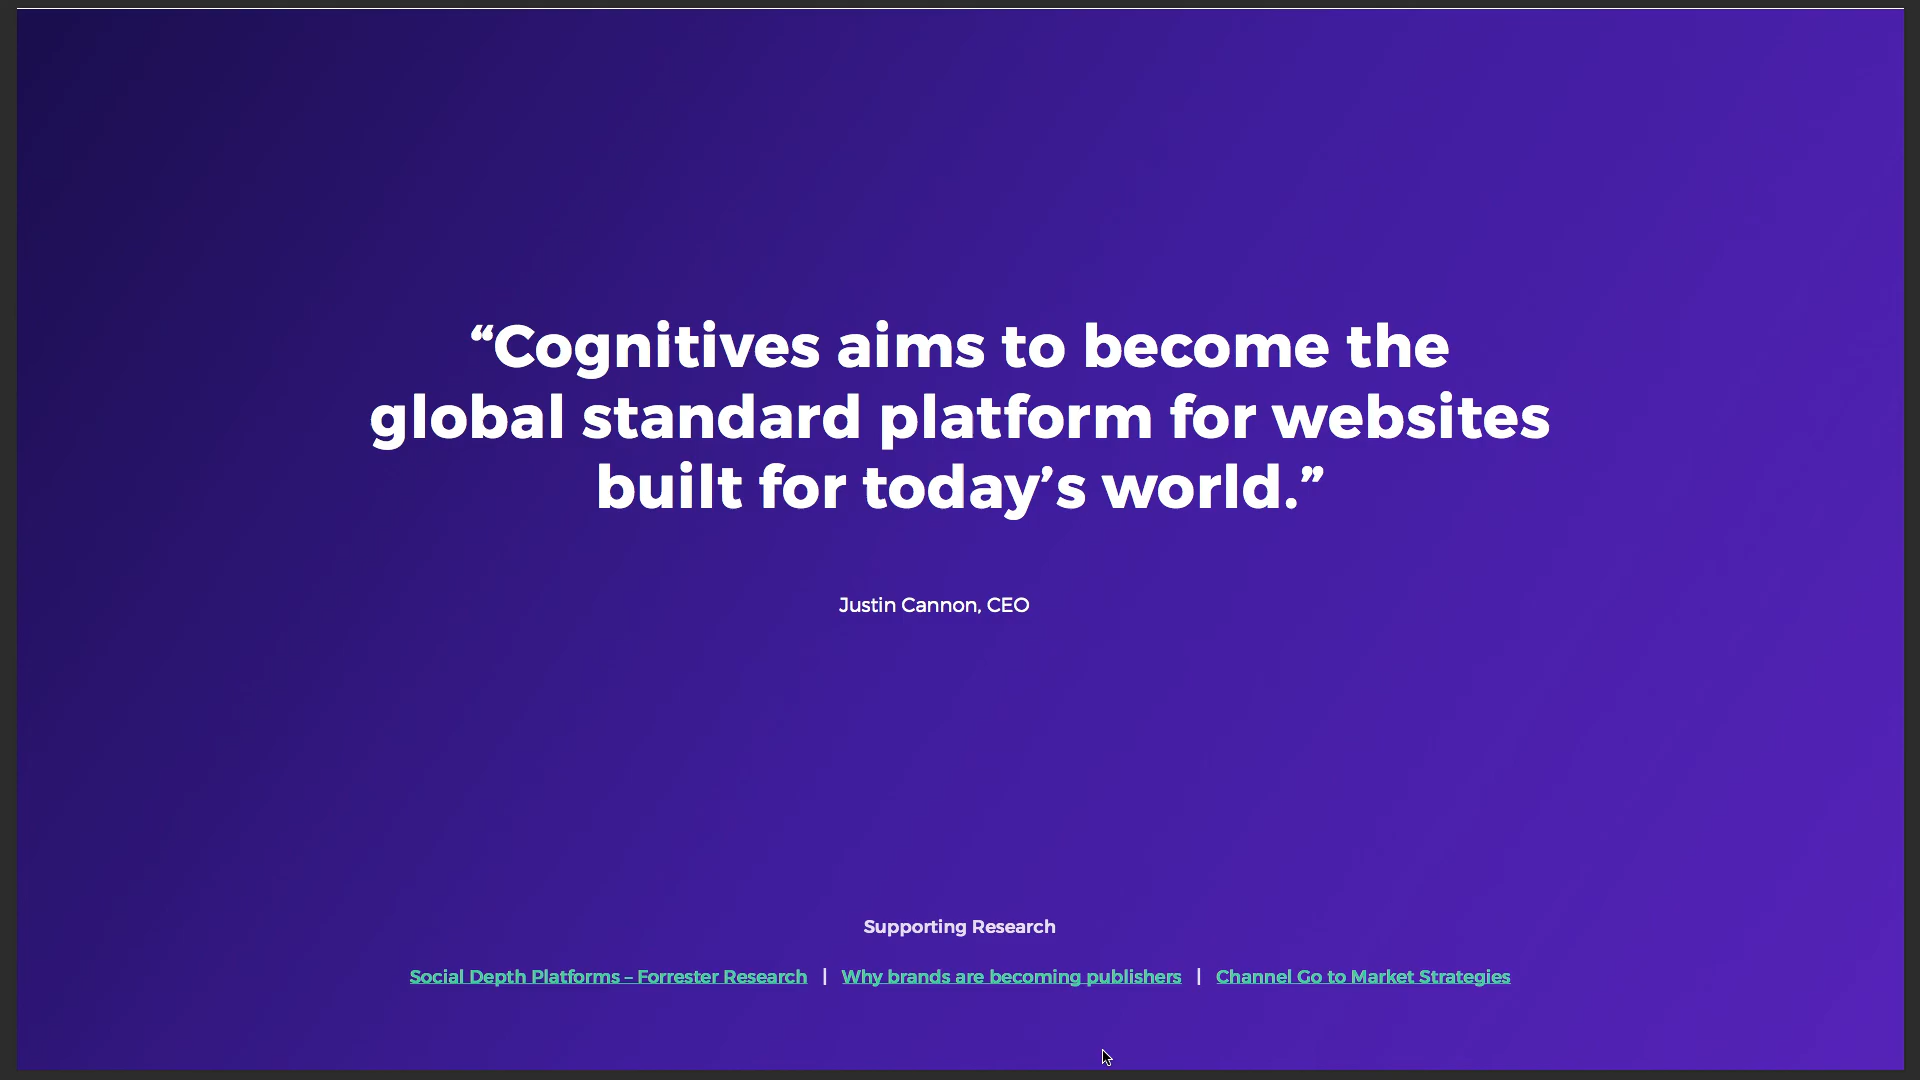 “Cognitives aims to become the
global standard platform for websites
built for today’s world.”
Justin Cannon, CEO
Supporting Research
Social Depth Platforms – Forrester Research | Why brands are becoming publishers | Channel Go to Market Strategies